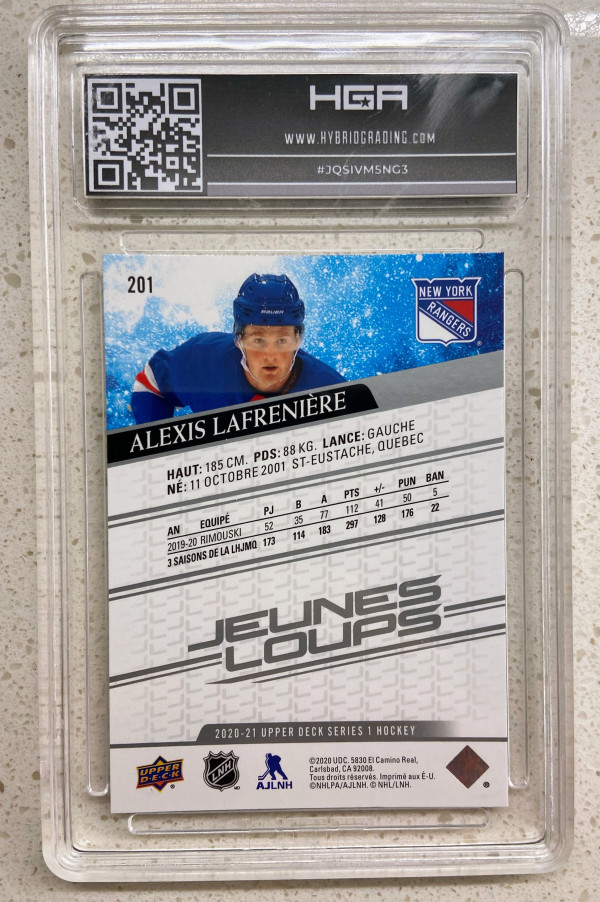 HGA
WWW.HYBRIDGRADING.COM
#JQSIVM5NG3
201
NEW YORK
RANGERS
BAUER
ALEXIS LAFRENIÈRE
HAUT: 185 CM. PDS: 88 KG. LANCE: GAUCHE
NÉ: 11 OCTOBRE 2001 ST-EUSTACHE, QUEBEC
AN EQUIPÉ PJ B A PTS +/- PUN BAN
2019-20 RIMOUSKI 52 35 77 112 41 50 5
3 SAISONS DE LA LHJMQ 173 114 183 297 128 176 22
JEUNES
LOUPS
2020-21 UPPER DECK SERIES 1 HOCKEY
UPPER
DECK
LNH
AJLNH
©2020 UDC. 5830 El Camino Real,
Carlsbad, CA 92008.
Tous droits réservés. Imprimé aux É-U.
©NHLPA/AJLNH. © NHL/LNH.